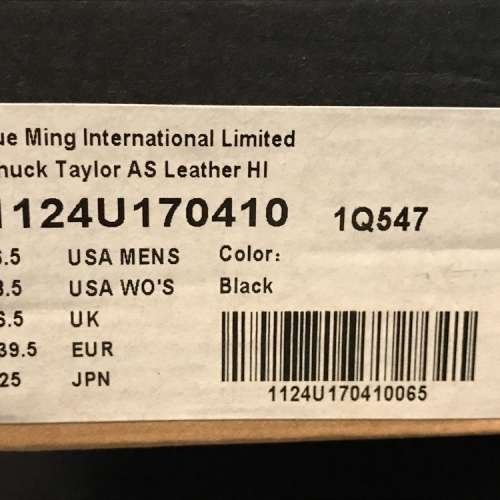 ue Ming International Limited
huck Taylor AS Leather HI
1124U170410 1Q547
6.5 USA MENS Color:
8.5 USA WO'S Black
6.5 UK
39.5 EUR
25 JPN
1124U170410065